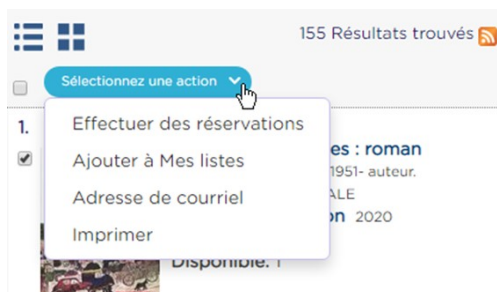 155 Résultats trouvés
Sélectionnez une action
1.
Effectuer des réservations
Ajouter à Mes listes
Adresse de courriel
Imprimer
es : roman
1951- auteur.
ALE
on 2020
Disponible: 1